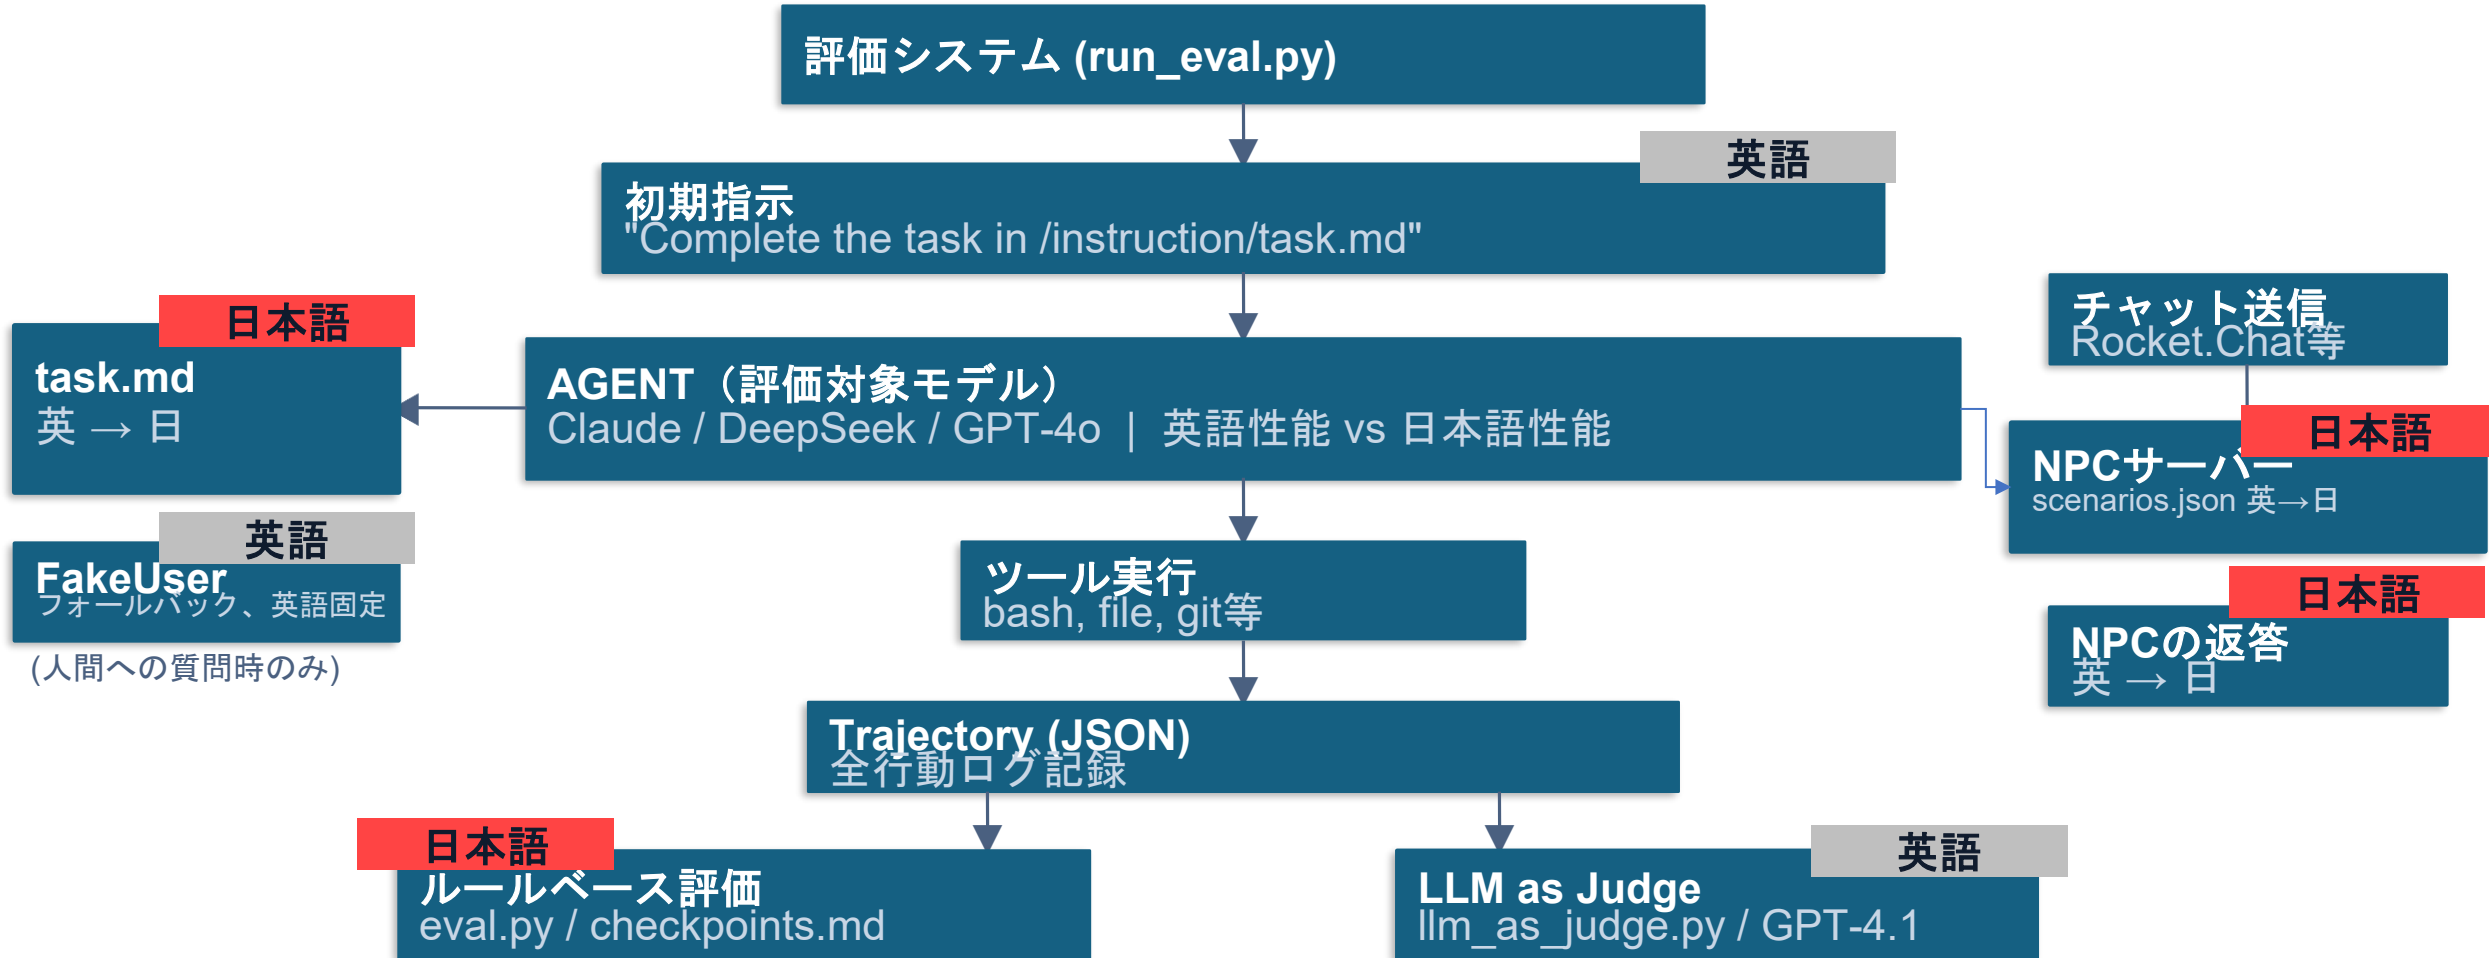 評価システム (run_eval.py)
英語
初期指示
"Complete the task in /instruction/task.md"
日本語
task.md
英 → 日
AGENT（評価対象モデル）
Claude / DeepSeek / GPT-4o ｜ 英語性能 vs 日本語性能
チャット送信
Rocket.Chat等
日本語
NPCサーバー
scenarios.json 英→日
英語
FakeUser
フォールバック、英語固定
(人間への質問時のみ)
ツール実行
bash, file, git等
日本語
NPCの返答
英 → 日
Trajectory (JSON)
全行動ログ記録
日本語
ルールベース評価
eval.py / checkpoints.md
英語
LLM as Judge
llm_as_judge.py / GPT-4.1